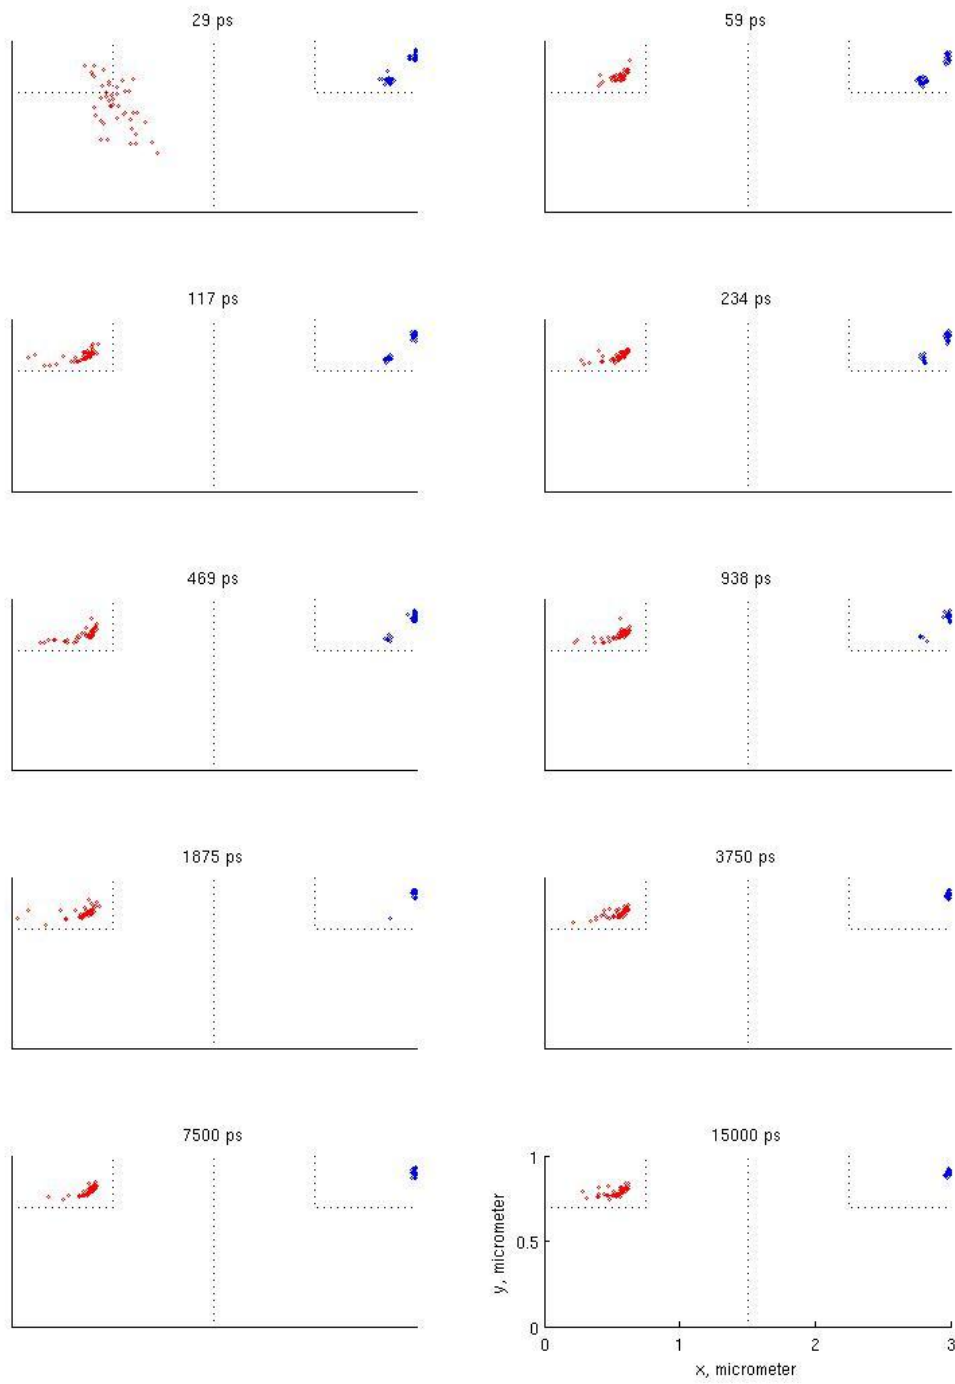 29 ps
59 ps
117 ps
234 ps
469 ps
938 ps
1875 ps
3750 ps
7500 ps
15000 ps
1
0.5
0
y, micrometer
0 1 2 3
x, micrometer